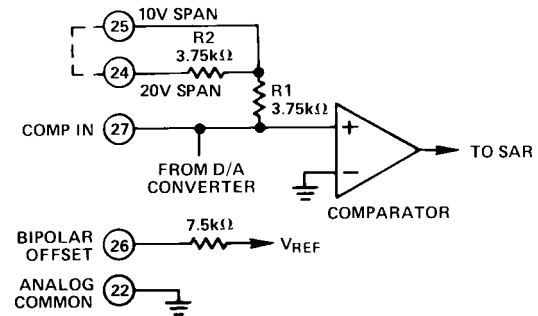 25 10V SPAN
R2
3.75kΩ
24
20V SPAN
R1
3.75kΩ
COMP IN 27
+
−
TO SAR
FROM D/A
CONVERTER
COMPARATOR
7.5kΩ
BIPOLAR
OFFSET
26
VREF
ANALOG
COMMON
22